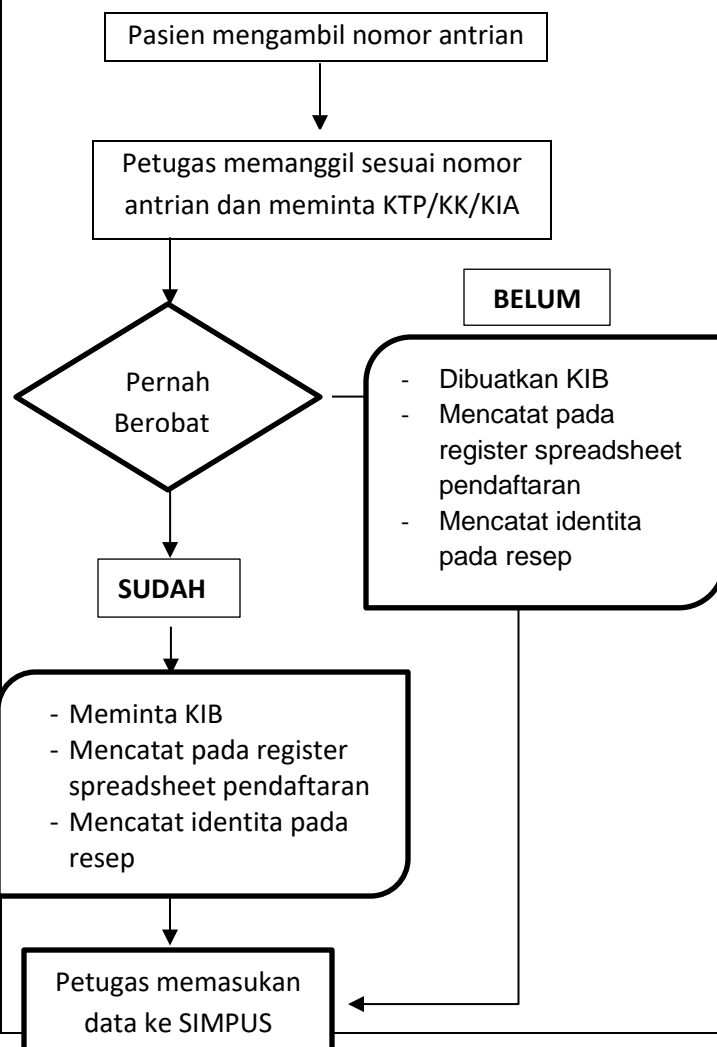 Pasien mengambil nomor antrian
Petugas memanggil sesuai nomor
antrian dan meminta KTP/KK/KIA
Pernah
Berobat
BELUM
- Dibuatkan KIB
- Mencatat pada
register spreadsheet
pendaftaran
- Mencatat identita
pada resep
SUDAH
- Meminta KIB
- Mencatat pada register
spreadsheet pendaftaran
- Mencatat identita pada
resep
Petugas memasukan
data ke SIMPUS